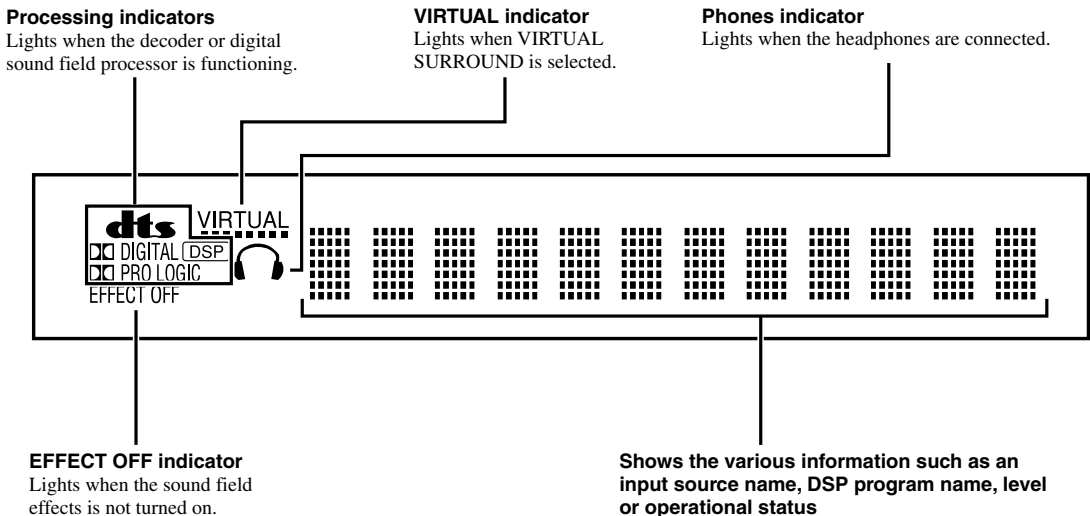 Processing indicators
Lights when the decoder or digital
sound field processor is functioning.
VIRTUAL indicator
Lights when VIRTUAL
SURROUND is selected.
Phones indicator
Lights when the headphones are connected.
dts
VIRTUAL
DIGITAL DSP
PRO LOGIC
EFFECT OFF
EFFECT OFF indicator
Lights when the sound field
effects is not turned on.
Shows the various information such as an
input source name, DSP program name, level
or operational status